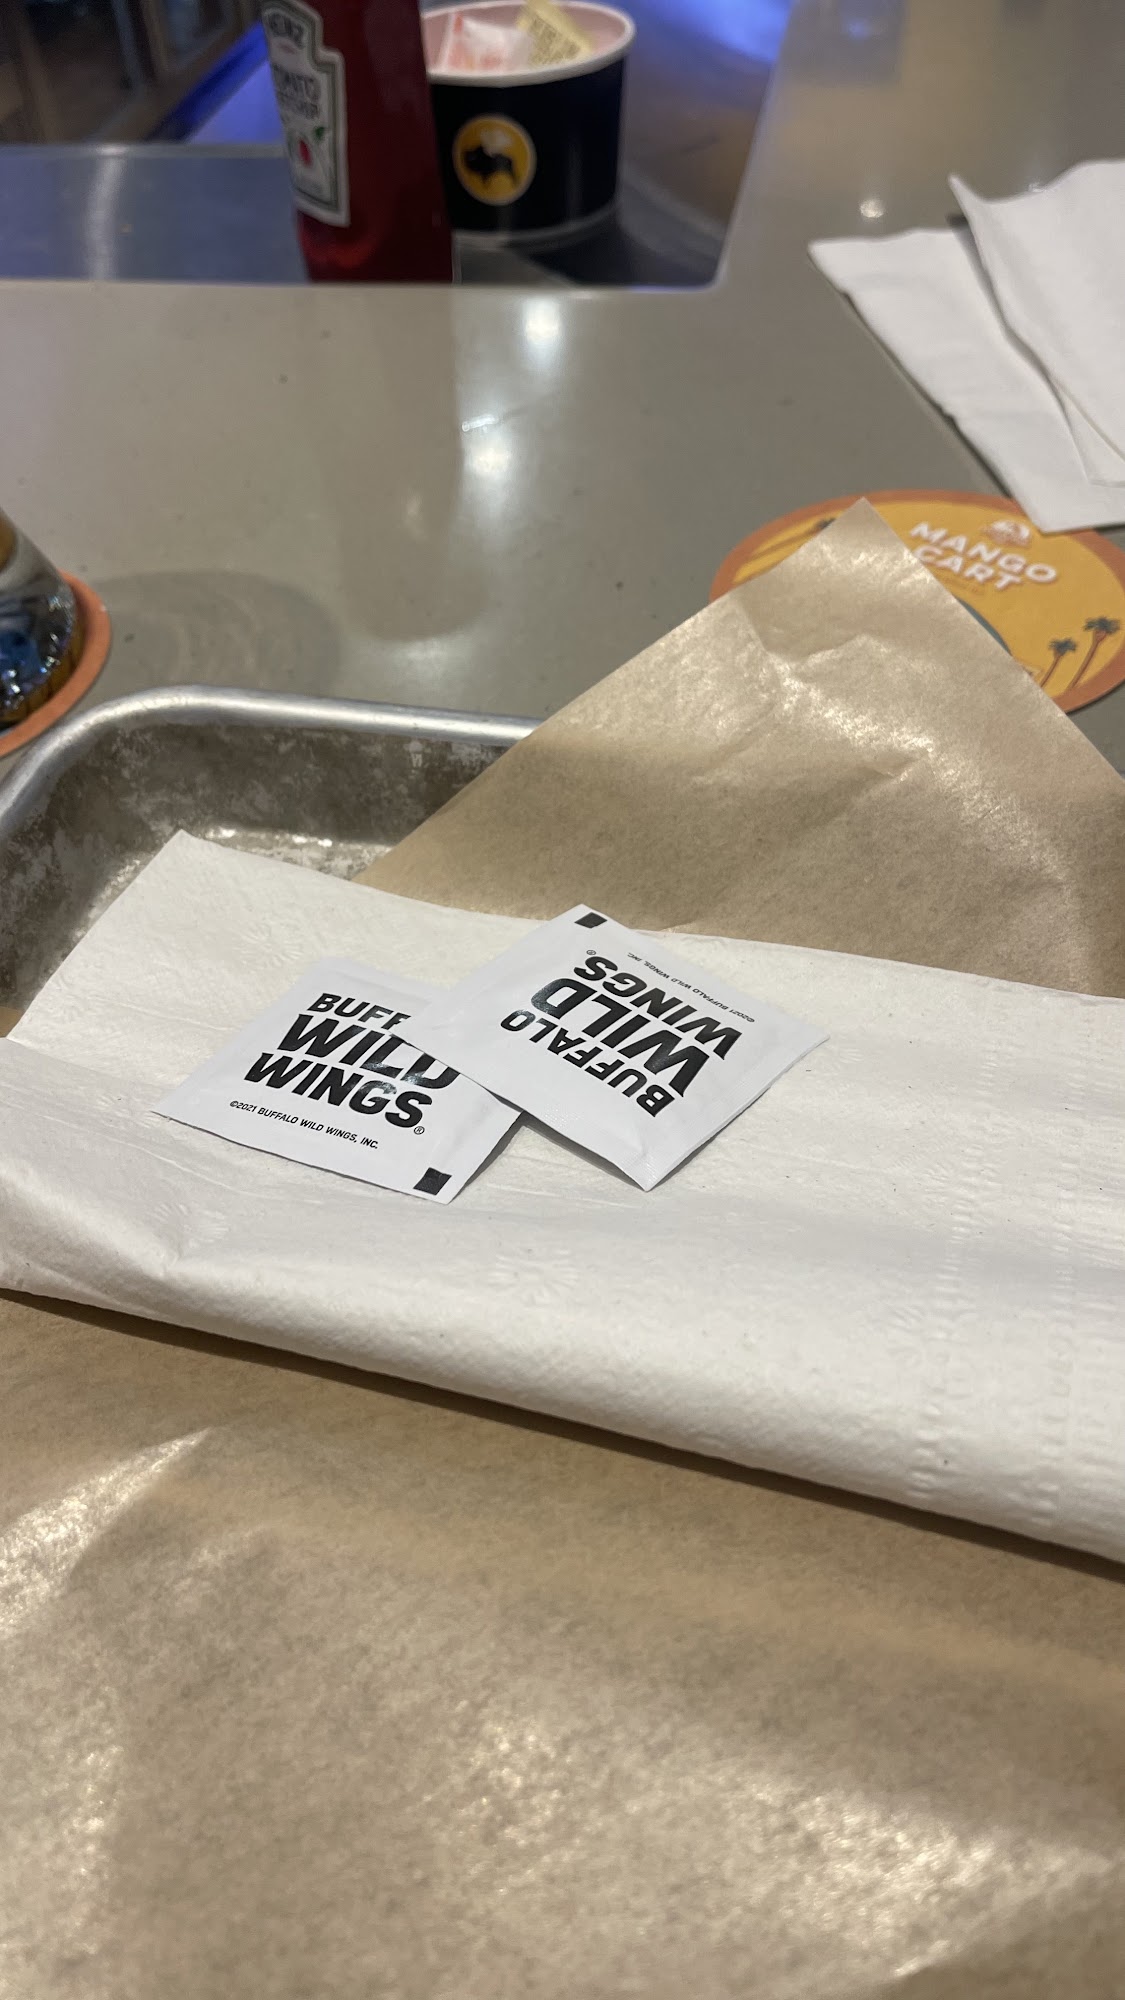 HEINZ
TOMATO
KETCHUP
MANGO
CART
BUFF
WILD
WINGS®
©2021 BUFFALO WILD WINGS, INC.
BUFFALO
WILD
WINGS®
©2021 BUFFALO WILD WINGS, INC.